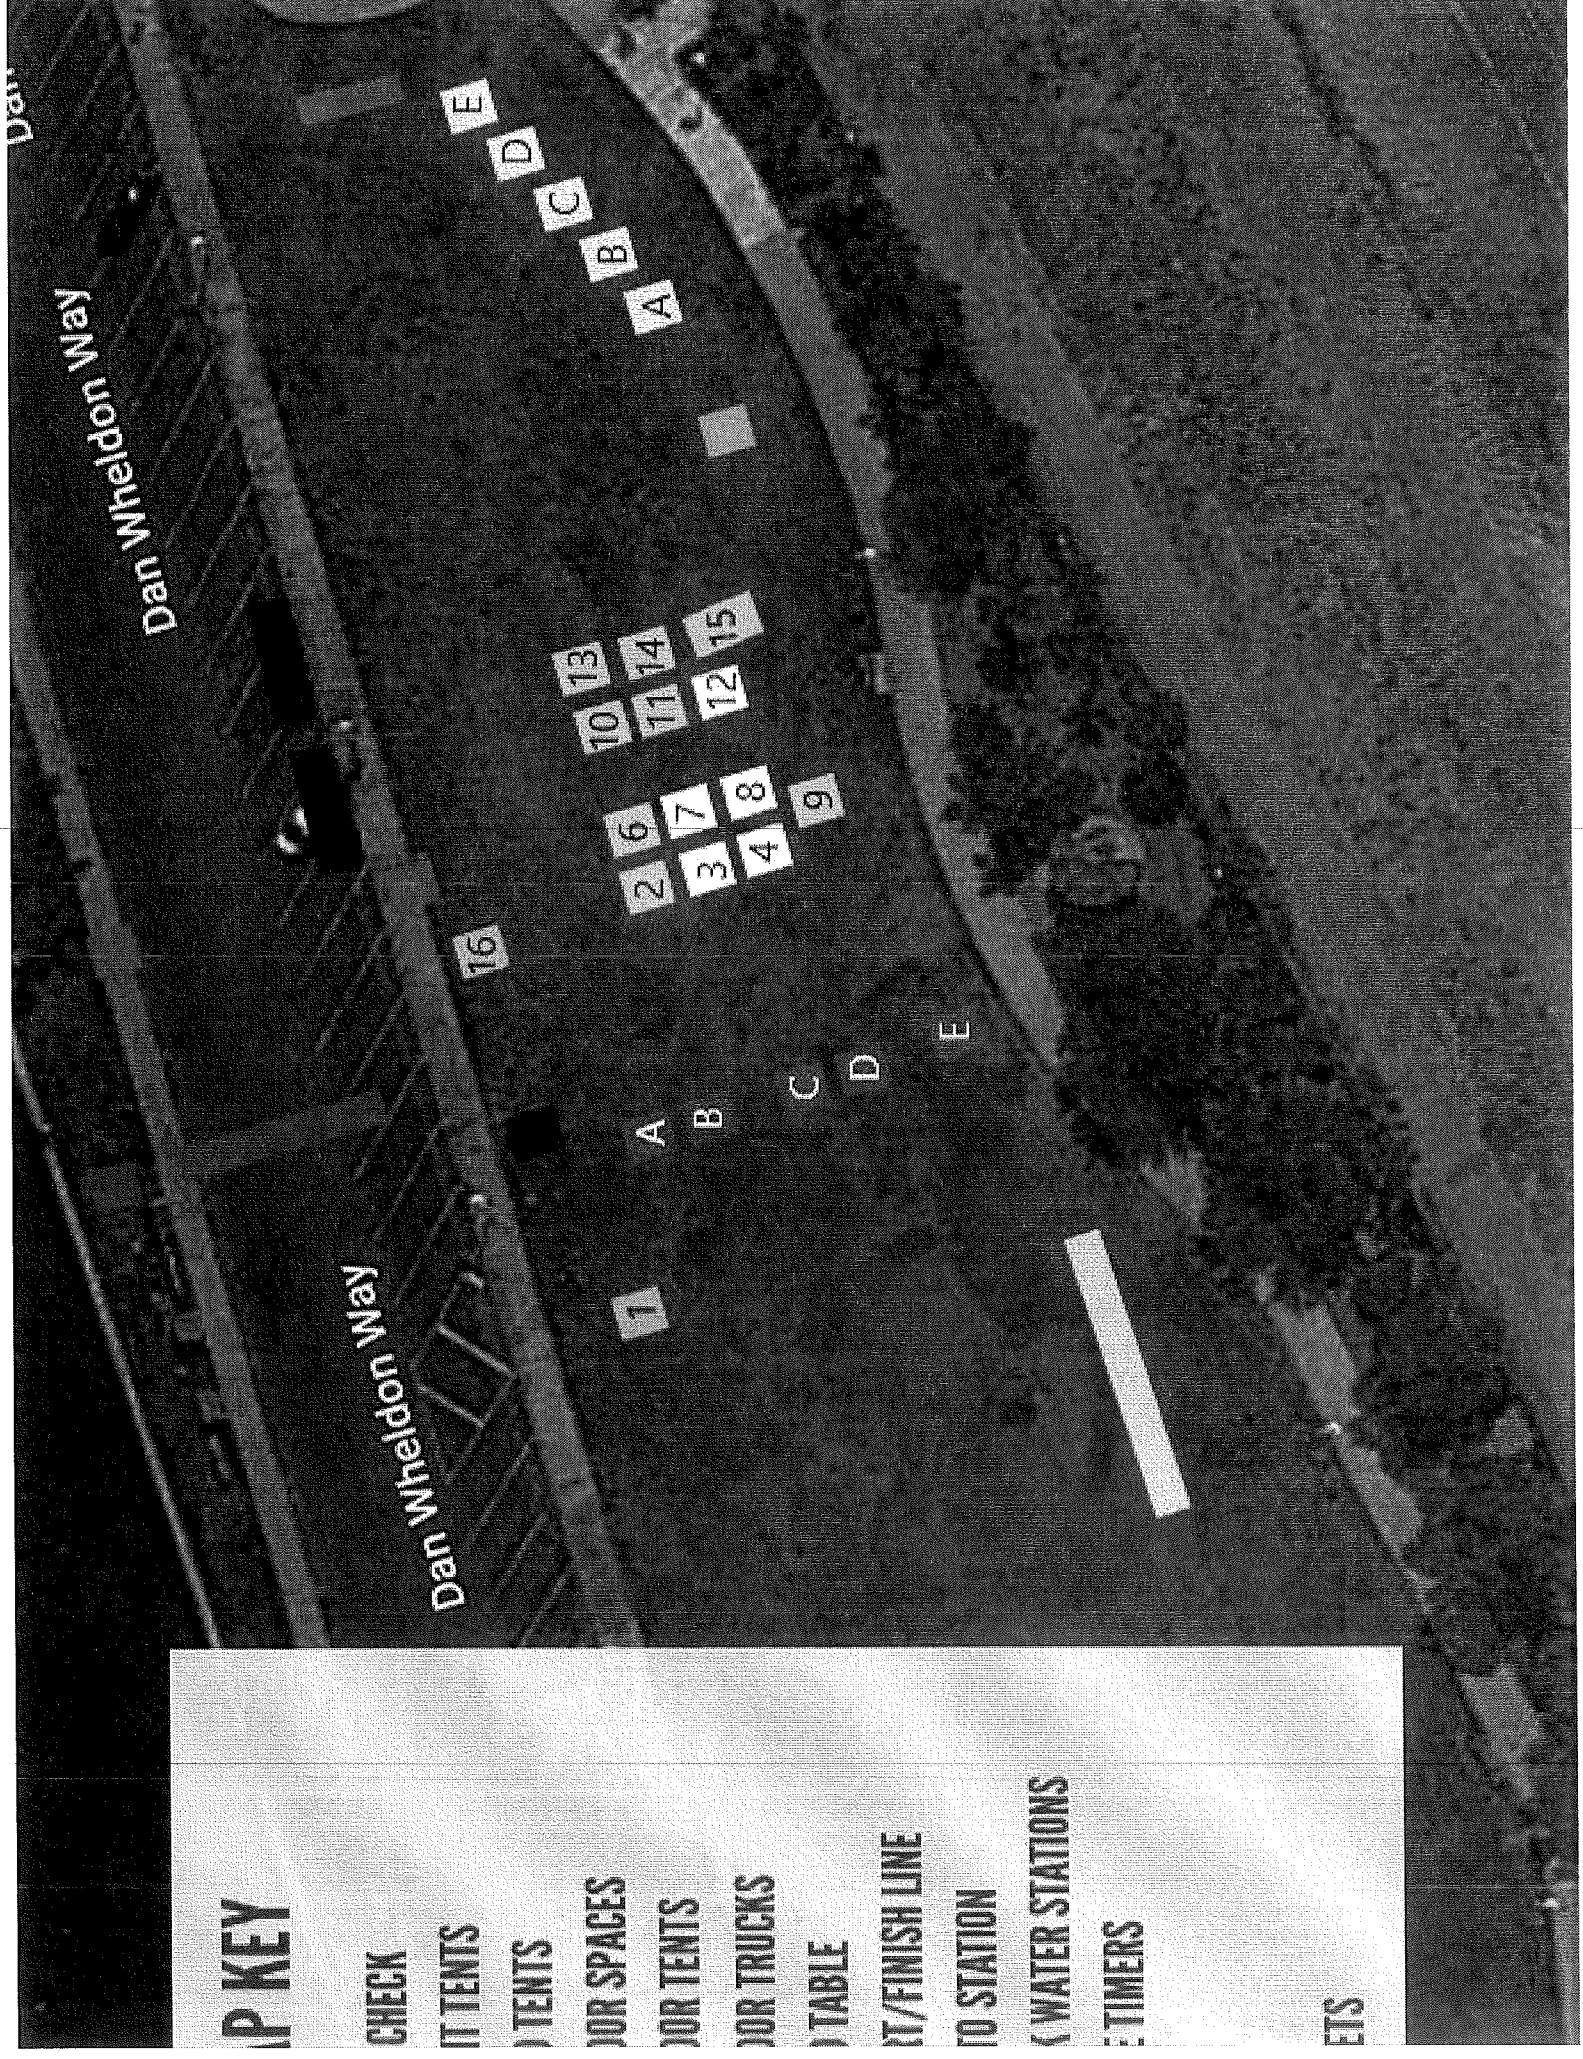 AP KEY
CHECK
IT TENTS
D TENTS
DOR SPACES
DOR TENTS
DOR TRUCKS
D TABLE
RT/FINISH LINE
TO STATION
K WATER STATIONS
E TIMERS
ETS
Dan Wheldon Way
Dan Wheldon Way
Dan
1
A
B
C
D
E
16
2
3
4
6
7
8
9
10
11
12
13
14
15
A
B
C
D
E